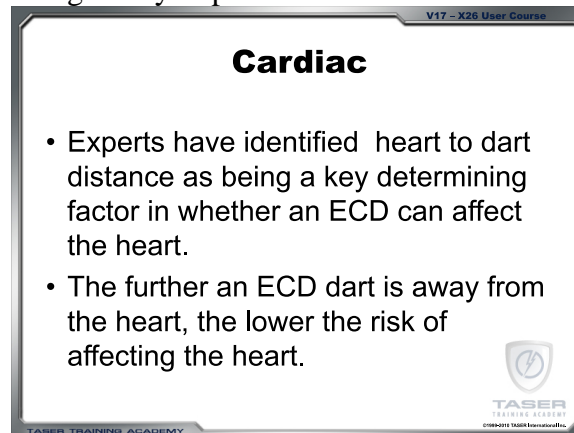 V17 – X26 User Course
Cardiac
• Experts have identified  heart to dart
distance as being a key determining
factor in whether an ECD can affect
the heart.
• The further an ECD dart is away from
the heart, the lower the risk of
affecting the heart.
TASER
TRAINING ACADEMY
©1999-2010 TASER International Inc.
TASER TRAINING ACADEMY